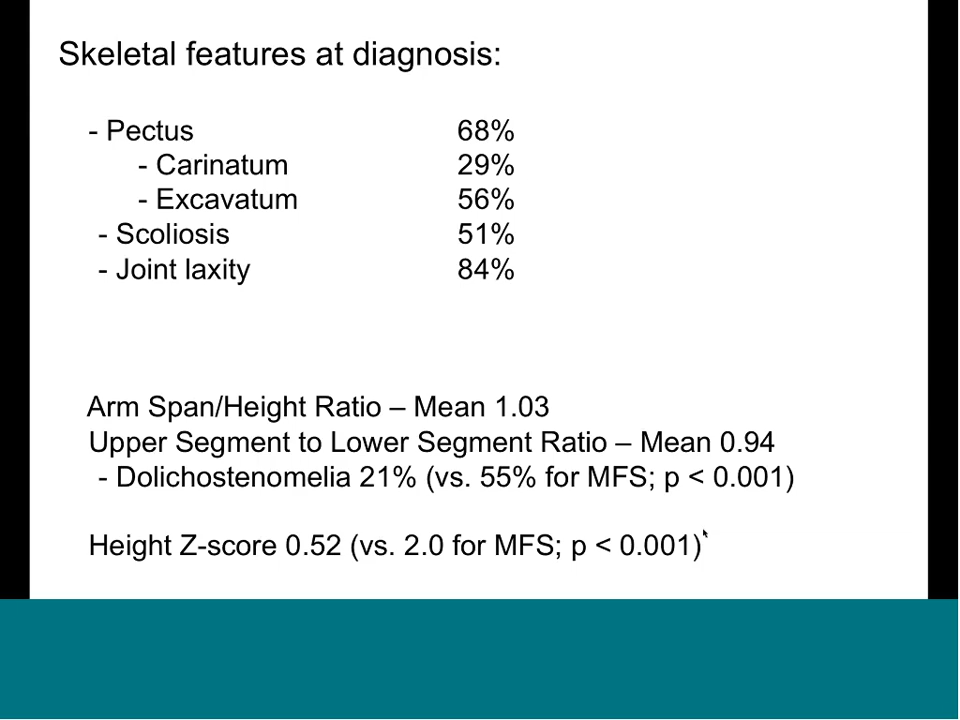 Skeletal features at diagnosis:
- Pectus 68%
- Carinatum 29%
- Excavatum 56%
- Scoliosis 51%
- Joint laxity 84%
Arm Span/Height Ratio – Mean 1.03
Upper Segment to Lower Segment Ratio – Mean 0.94
- Dolichostenomelia 21% (vs. 55% for MFS; p < 0.001)
Height Z-score 0.52 (vs. 2.0 for MFS; p < 0.001)